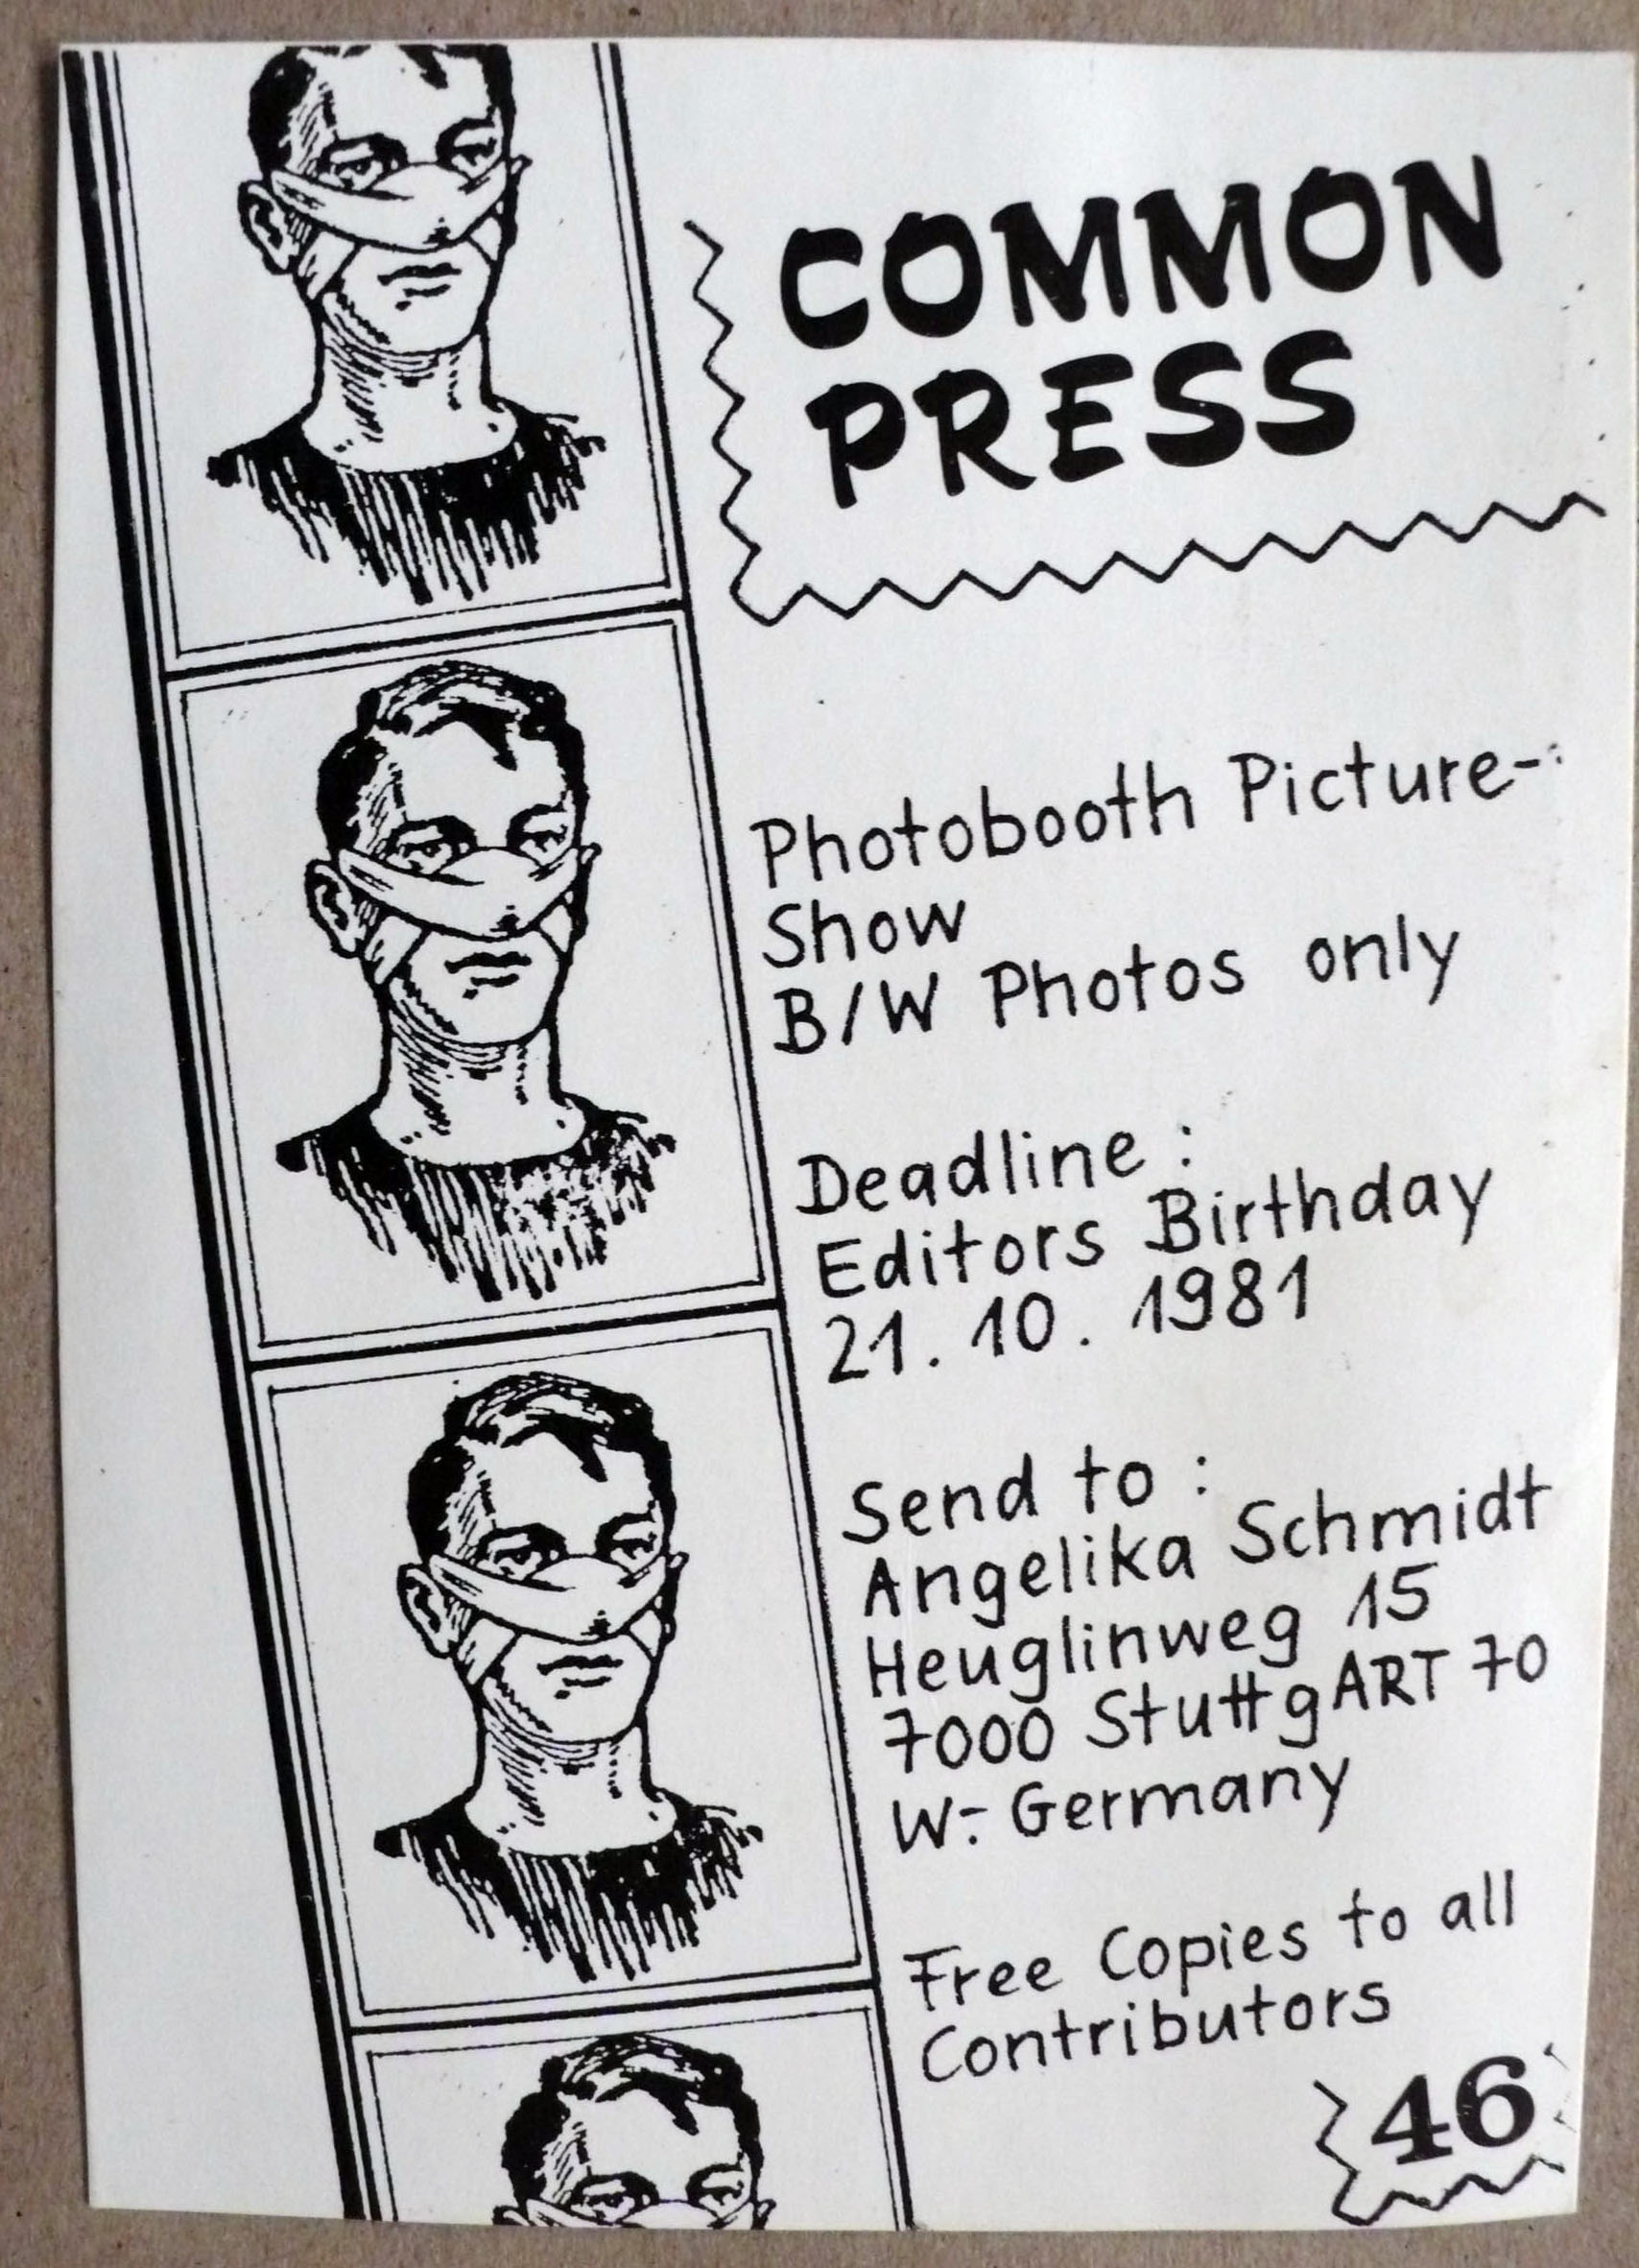 COMMON
PRESS
Photobooth Picture-
Show
B/W Photos only
Deadline :
Editors Birthday
21. 10. 1981
Send to :
Angelika Schmidt
Heuglinweg 15
7000 StuttgART 70
W.- Germany
Free Copies to all
Contributors
46